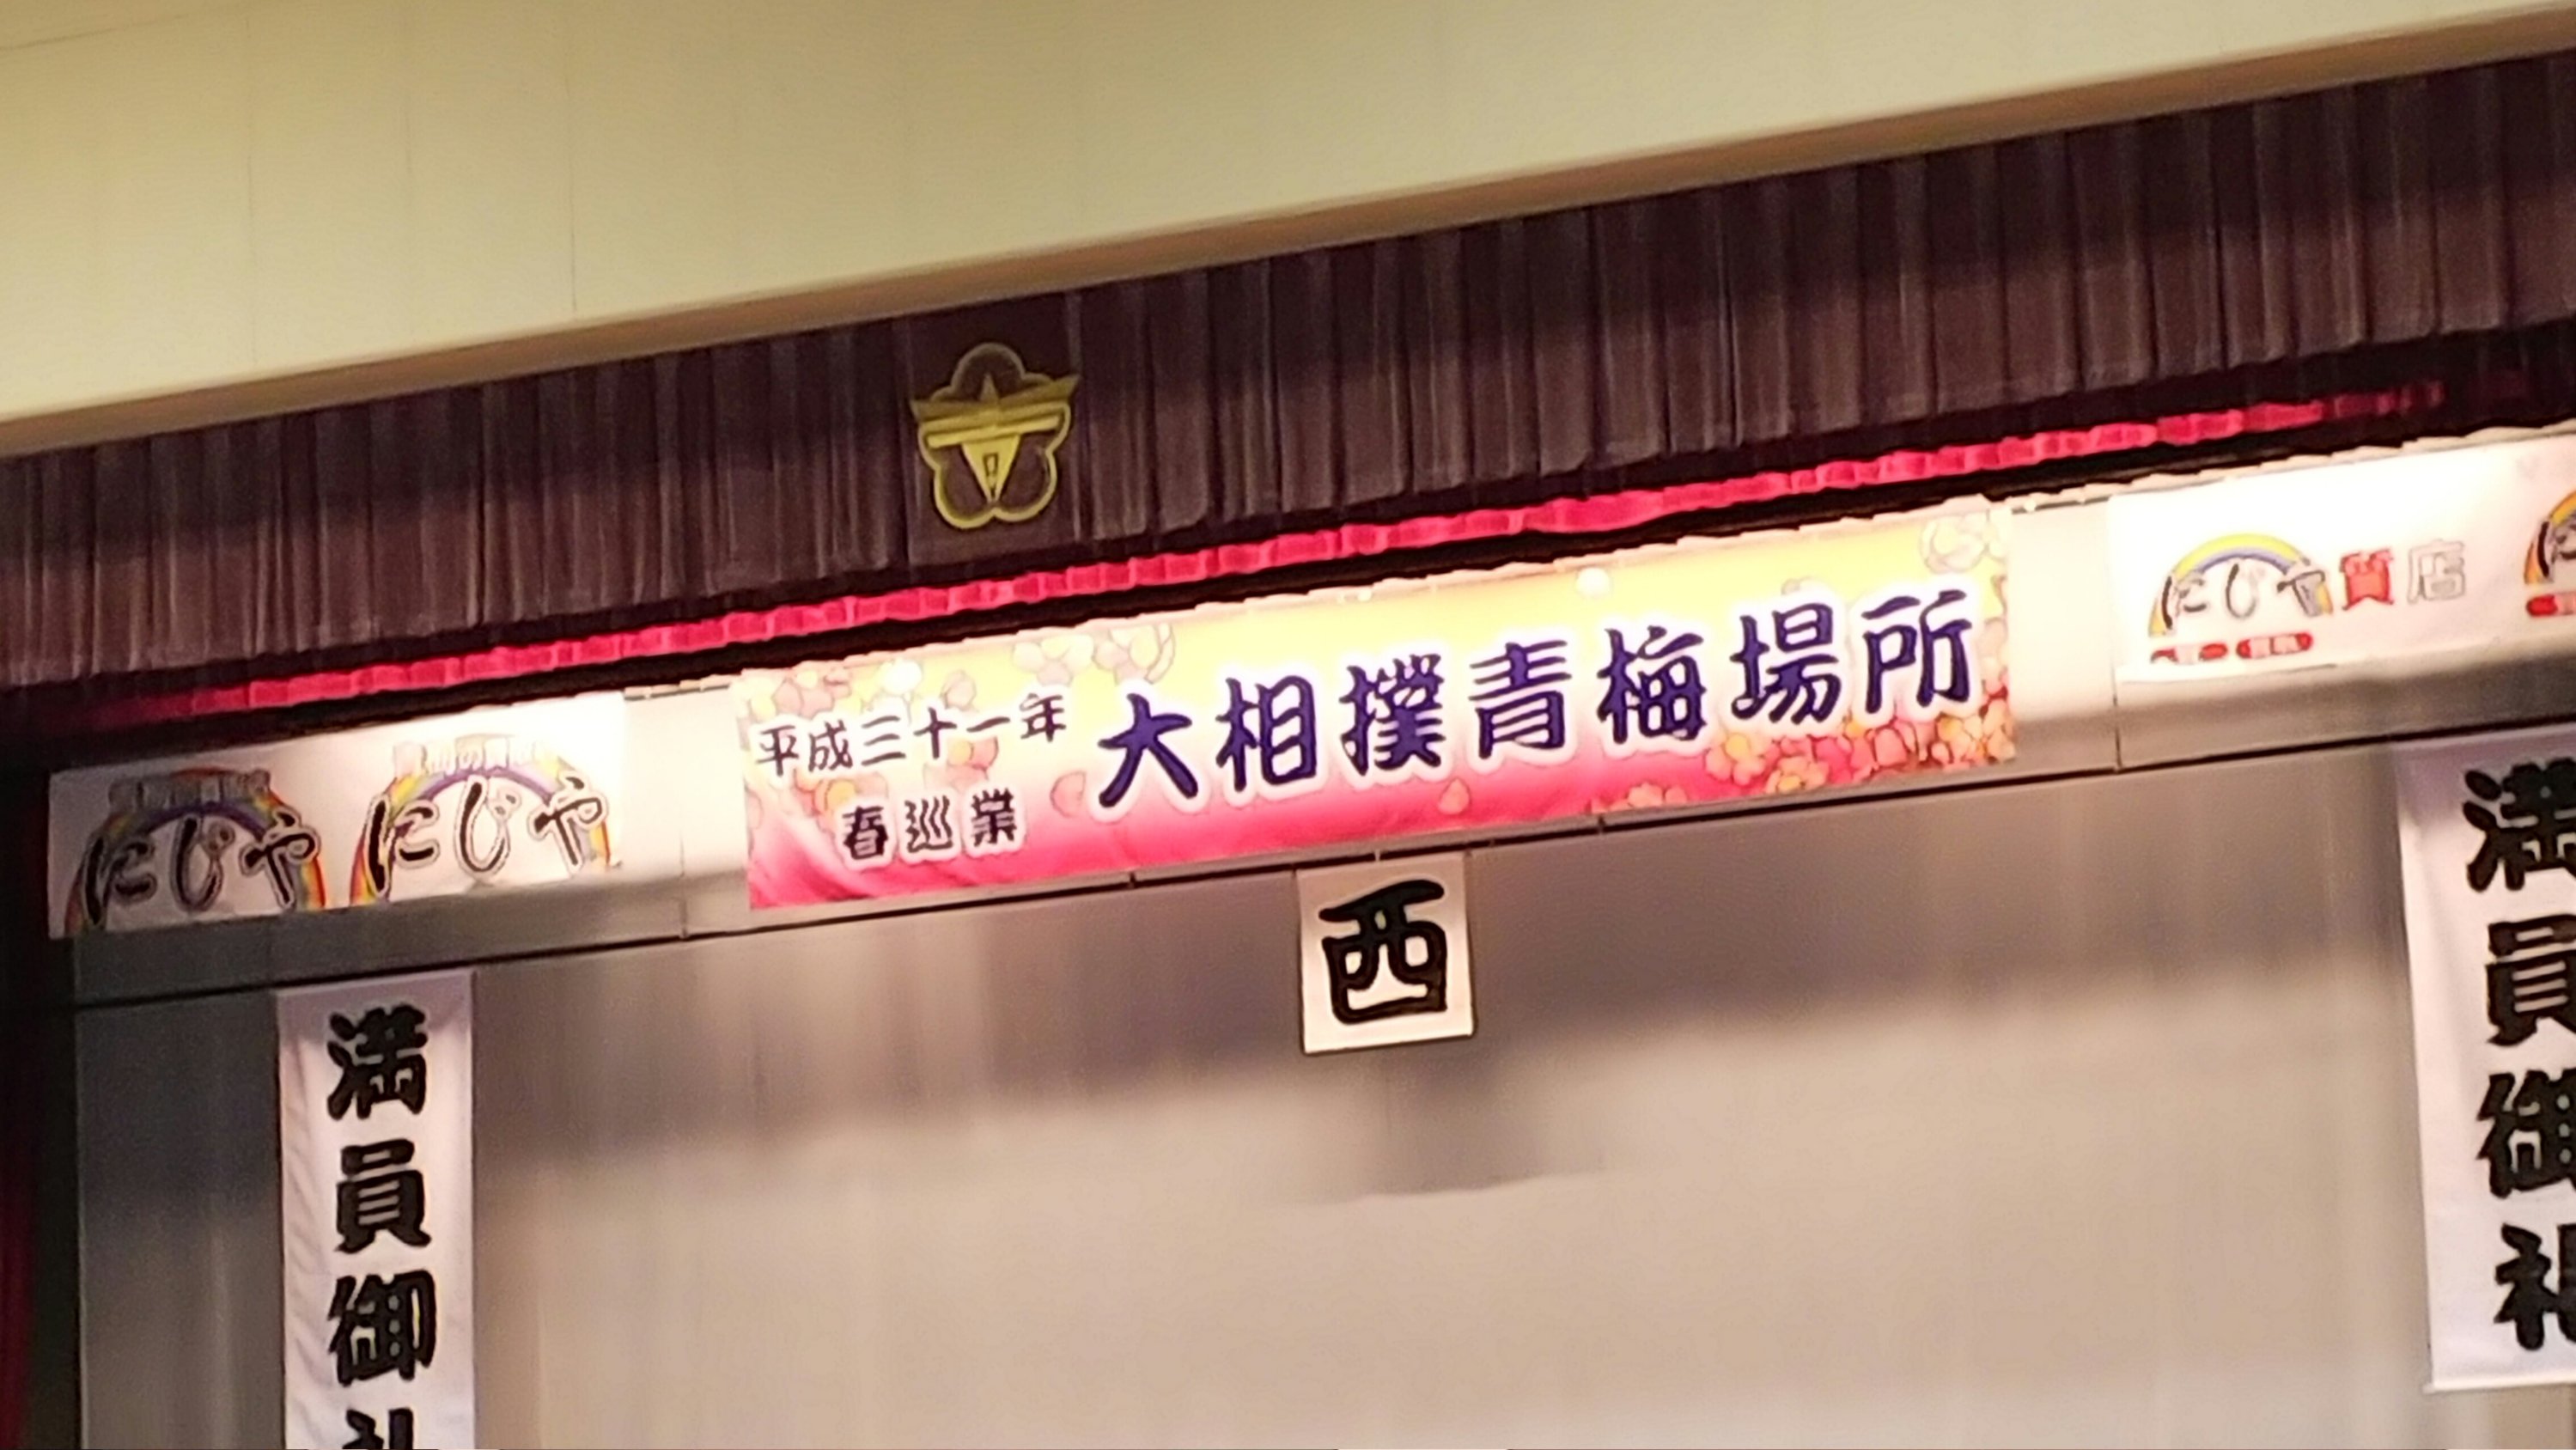 にじや
にじや
平成三十一年
春巡業
大相撲青梅場所
にじや質店
西
満員御礼
満員御礼